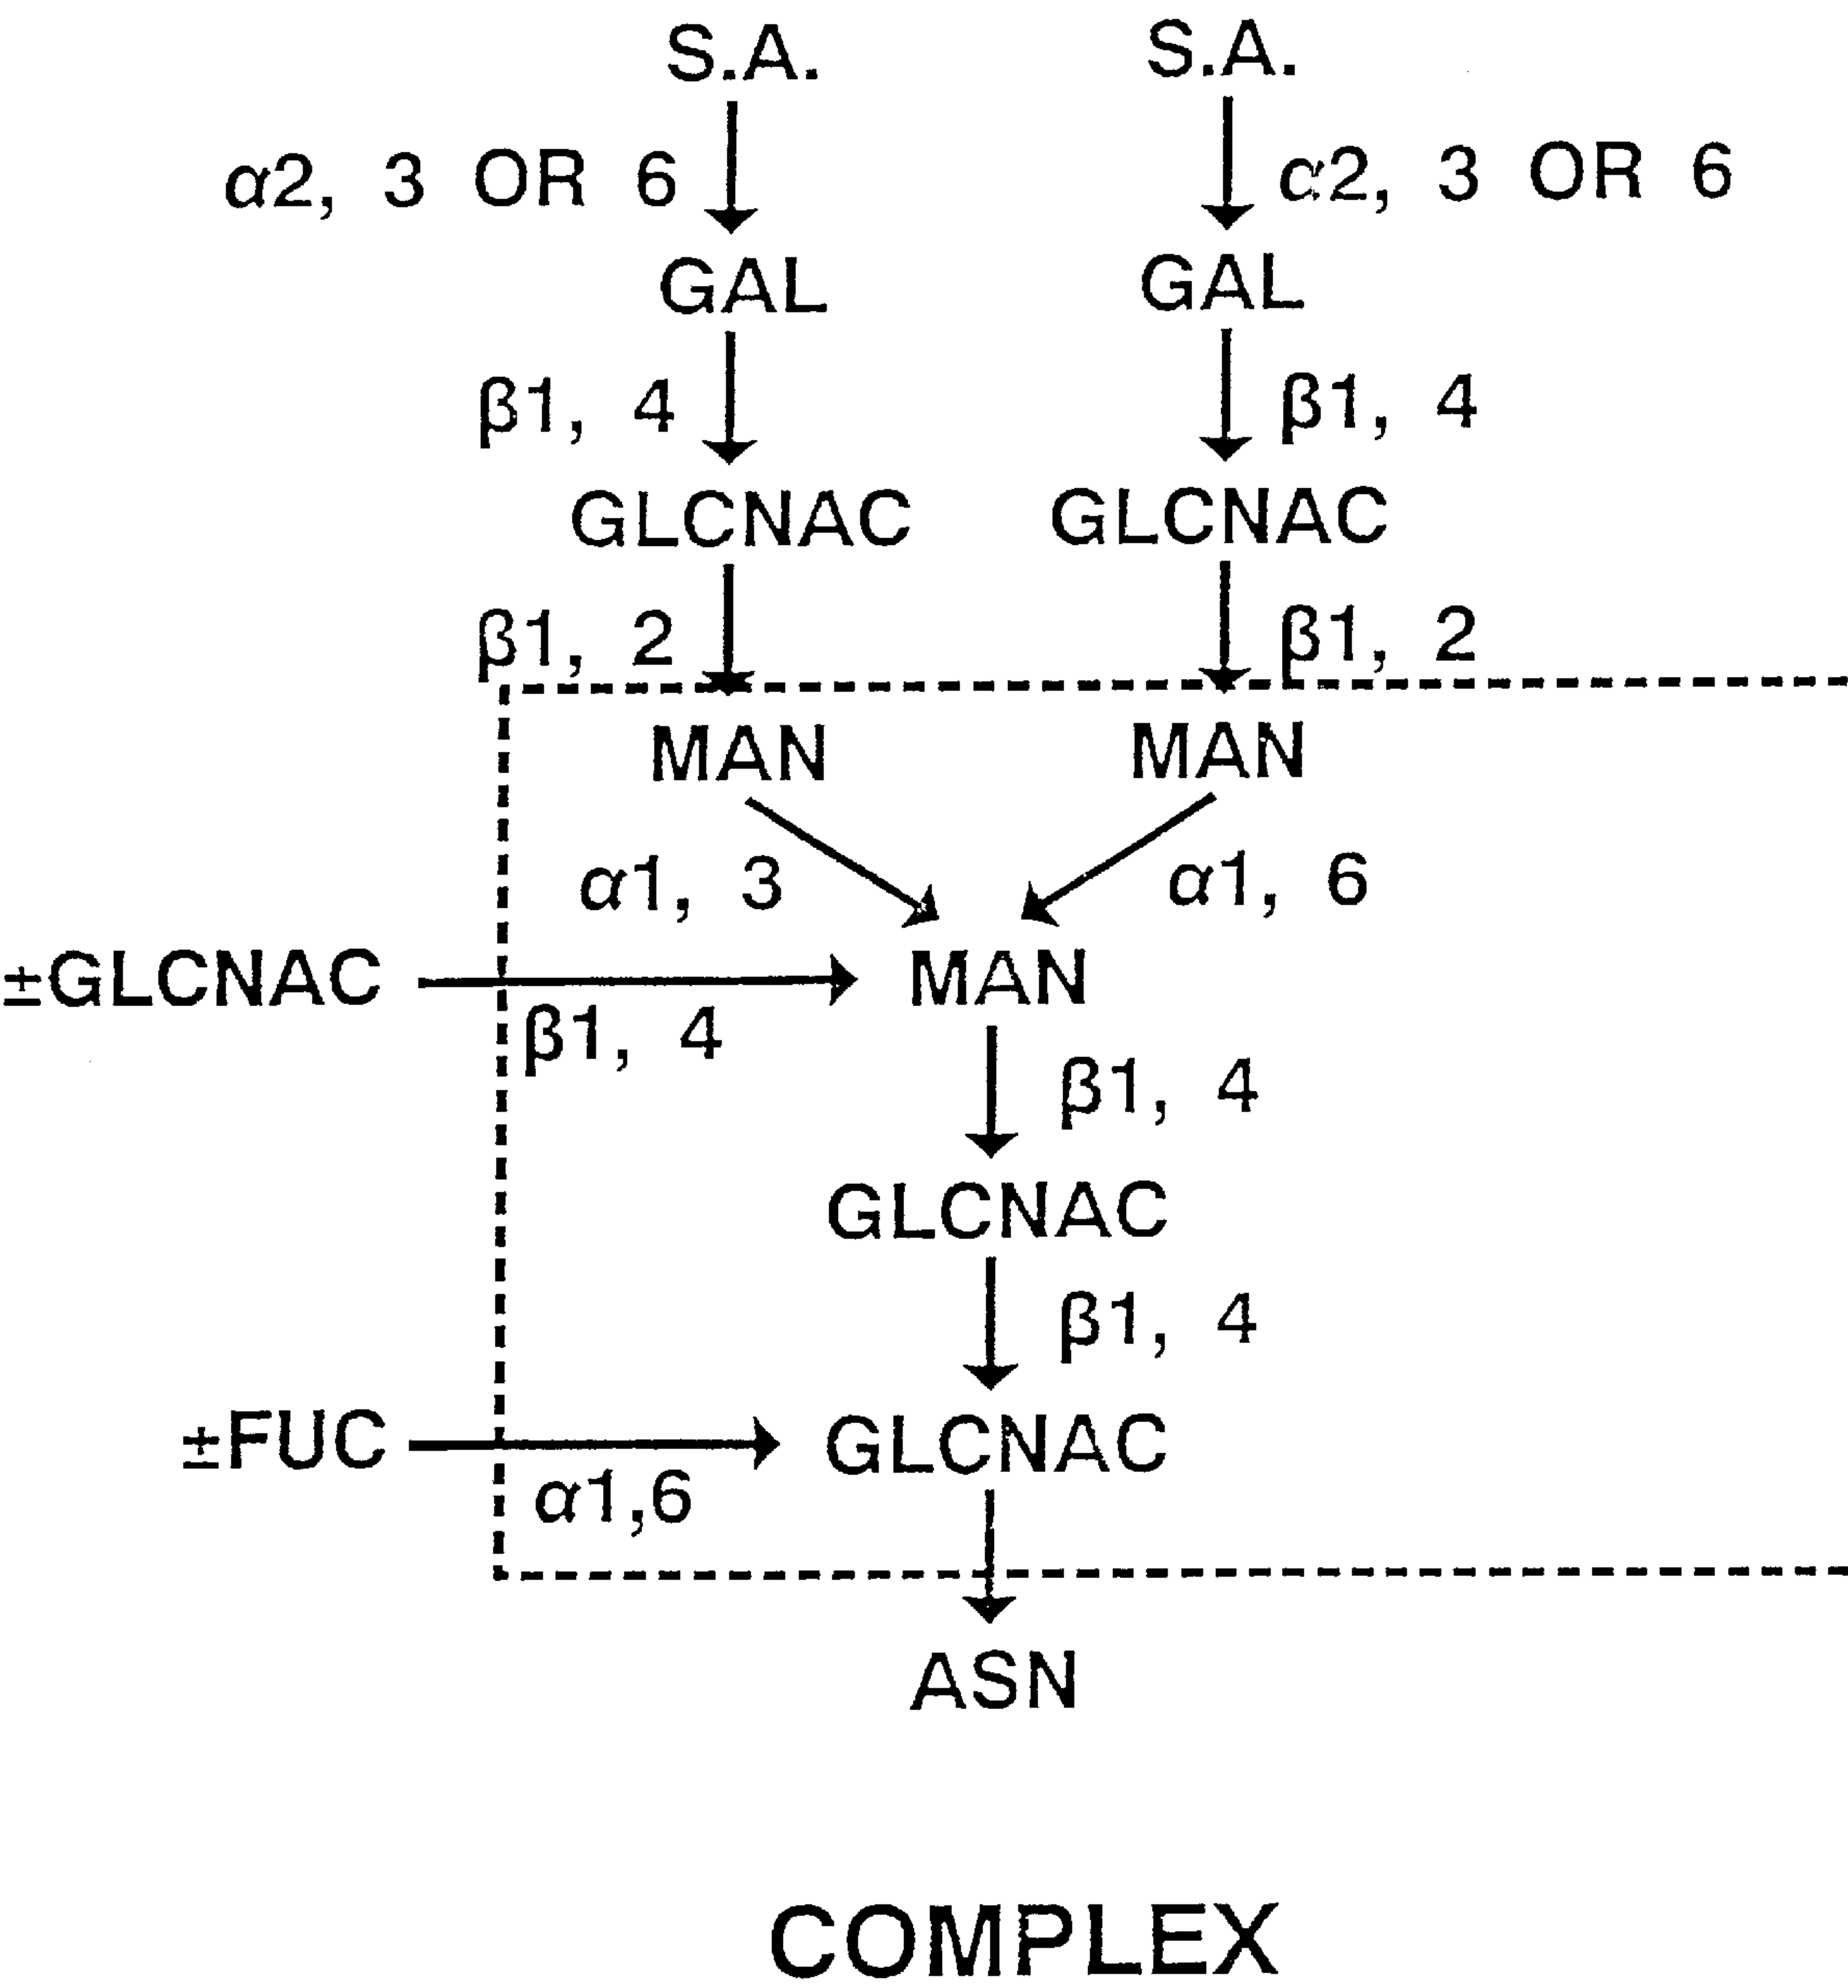 S.A. S.A.
α2, 3 OR 6 α2, 3 OR 6
GAL GAL
β1, 4 β1, 4
GLCNAC GLCNAC
β1, 2 β1, 2
MAN MAN
α1, 3 α1, 6
±GLCNAC MAN
β1, 4
β1, 4
GLCNAC
β1, 4
±FUC GLCNAC
α1,6
ASN
COMPLEX